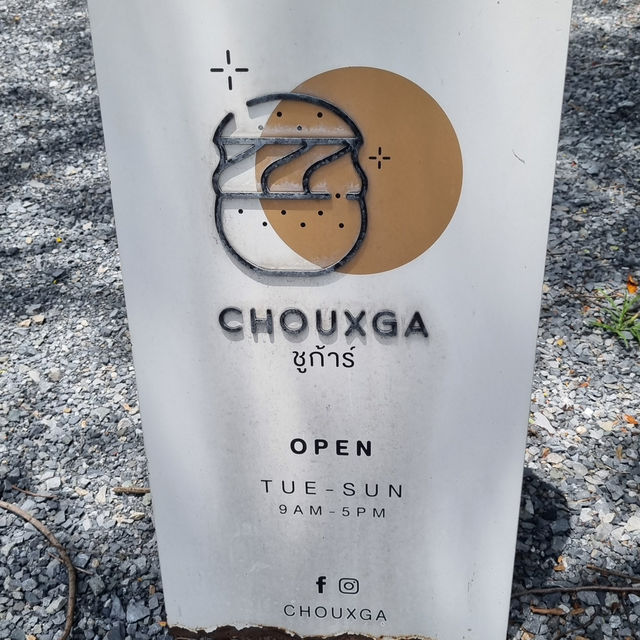 CHOUXGA
ชูก้าร์
OPEN
TUE-SUN
9AM-5PM
f
CHOUXGA